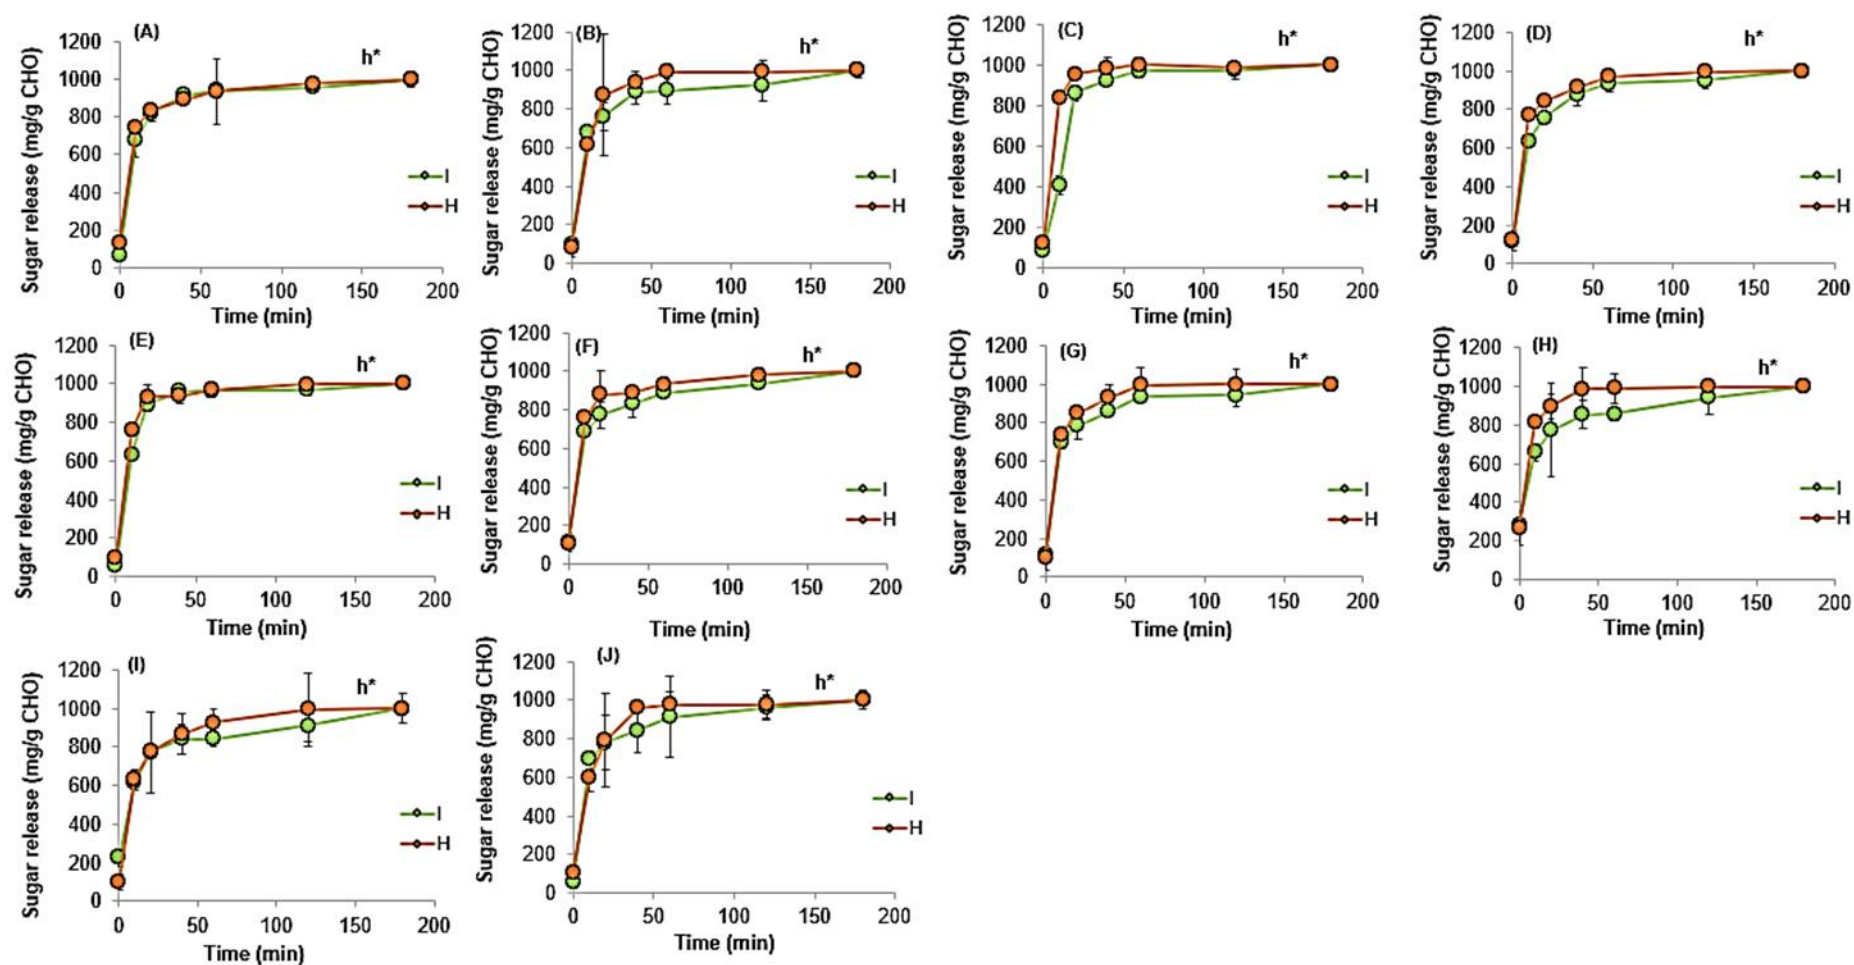 (A)
h*
Sugar release (mg/g CHO)
1200
1000
800
600
400
200
0
I
H
0 50 100 150 200
Time (min)
(B)
h*
Sugar release (mg/g CHO)
1200
1000
800
600
400
200
0
I
H
0 50 100 150 200
Time (min)
(C)
h*
Sugar release (mg/g CHO)
1200
1000
800
600
400
200
0
I
H
0 50 100 150 200
Time (min)
(D)
h*
Sugar release (mg/g CHO)
1200
1000
800
600
400
200
0
I
H
0 50 100 150 200
Time (min)
(E)
h*
Sugar release (mg/g CHO)
1200
1000
800
600
400
200
0
I
H
0 50 100 150 200
Time (min)
(F)
h*
Sugar release (mg/g CHO)
1200
1000
800
600
400
200
0
I
H
0 50 100 150 200
Time (min)
(G)
h*
Sugar release (mg/g CHO)
1200
1000
800
600
400
200
0
I
H
0 50 100 150 200
Time (min)
(H)
h*
Sugar release (mg/g CHO)
1200
1000
800
600
400
200
0
I
H
0 50 100 150 200
Time (min)
(I)
h*
Sugar release (mg/g CHO)
1200
1000
800
600
400
200
0
I
H
0 50 100 150 200
Time (min)
(J)
h*
Sugar release (mg/g CHO)
1200
1000
800
600
400
200
0
I
H
0 50 100 150 200
Time (min)